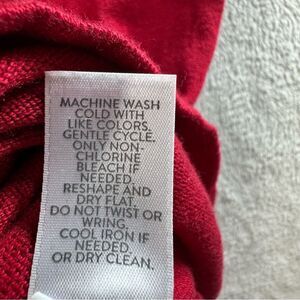 MACHINE WASH
COLD WITH
LIKE COLORS.
GENTLE CYCLE.
ONLY NON-
CHLORINE
BLEACH IF
NEEDED.
RESHAPE AND
DRY FLAT.
DO NOT TWIST OR
WRING.
COOL IRON IF
NEEDED.
OR DRY CLEAN.